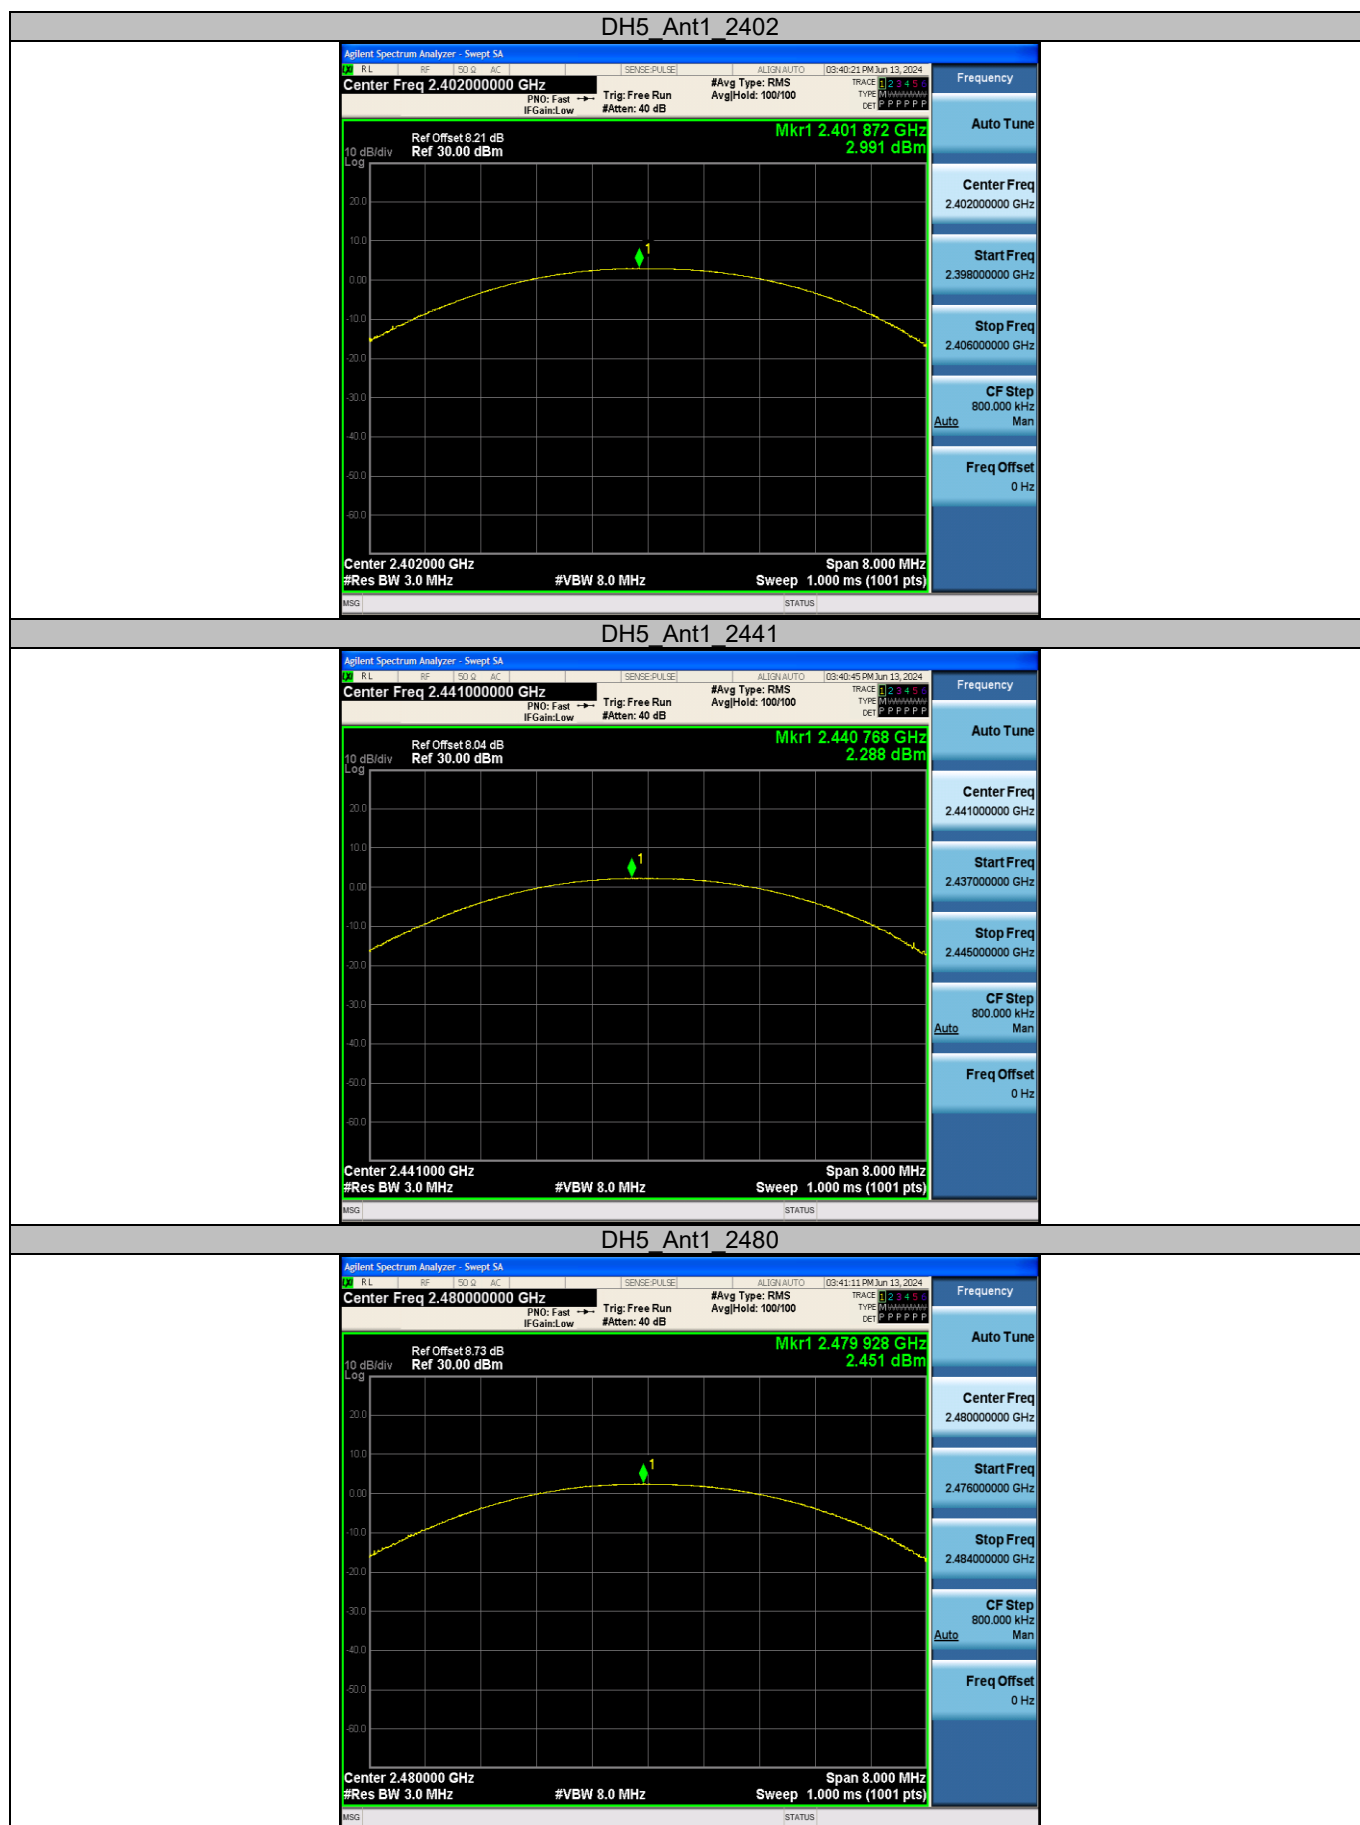 DH5_Ant1_2402
Agilent Spectrum Analyzer - Swept SA
RL RF 50 Ω AC SENSE:PULSE ALIGN AUTO 03:40:21 PM Jun 13, 2024
Center Freq 2.402000000 GHz #Avg Type: RMS TRACE 1 2 3 4 5 6
PNO: Fast Trig: Free Run Avg|Hold: 100/100 TYPE M
IFGain:Low #Atten: 40 dB DET P P P P P P
Mkr1 2.401 872 GHz
2.991 dBm
Ref Offset 8.21 dB
10 dB/div Ref 30.00 dBm
Log
20.0
10.0
1
0.00
-10.0
-20.0
-30.0
-40.0
-50.0
-60.0
Center 2.402000 GHz Span 8.000 MHz
#Res BW 3.0 MHz #VBW 8.0 MHz Sweep 1.000 ms (1001 pts)
MSG STATUS
Frequency
Auto Tune
Center Freq
2.402000000 GHz
Start Freq
2.398000000 GHz
Stop Freq
2.406000000 GHz
CF Step
800.000 kHz
Auto Man
Freq Offset
0 Hz
DH5_Ant1_2441
Agilent Spectrum Analyzer - Swept SA
RL RF 50 Ω AC SENSE:PULSE ALIGN AUTO 03:40:45 PM Jun 13, 2024
Center Freq 2.441000000 GHz #Avg Type: RMS TRACE 1 2 3 4 5 6
PNO: Fast Trig: Free Run Avg|Hold: 100/100 TYPE M
IFGain:Low #Atten: 40 dB DET P P P P P P
Mkr1 2.440 768 GHz
2.288 dBm
Ref Offset 8.04 dB
10 dB/div Ref 30.00 dBm
Log
20.0
10.0
1
0.00
-10.0
-20.0
-30.0
-40.0
-50.0
-60.0
Center 2.441000 GHz Span 8.000 MHz
#Res BW 3.0 MHz #VBW 8.0 MHz Sweep 1.000 ms (1001 pts)
MSG STATUS
Frequency
Auto Tune
Center Freq
2.441000000 GHz
Start Freq
2.437000000 GHz
Stop Freq
2.445000000 GHz
CF Step
800.000 kHz
Auto Man
Freq Offset
0 Hz
DH5_Ant1_2480
Agilent Spectrum Analyzer - Swept SA
RL RF 50 Ω AC SENSE:PULSE ALIGN AUTO 03:41:11 PM Jun 13, 2024
Center Freq 2.480000000 GHz #Avg Type: RMS TRACE 1 2 3 4 5 6
PNO: Fast Trig: Free Run Avg|Hold: 100/100 TYPE M
IFGain:Low #Atten: 40 dB DET P P P P P P
Mkr1 2.479 928 GHz
2.451 dBm
Ref Offset 8.73 dB
10 dB/div Ref 30.00 dBm
Log
20.0
10.0
1
0.00
-10.0
-20.0
-30.0
-40.0
-50.0
-60.0
Center 2.480000 GHz Span 8.000 MHz
#Res BW 3.0 MHz #VBW 8.0 MHz Sweep 1.000 ms (1001 pts)
MSG STATUS
Frequency
Auto Tune
Center Freq
2.480000000 GHz
Start Freq
2.476000000 GHz
Stop Freq
2.484000000 GHz
CF Step
800.000 kHz
Auto Man
Freq Offset
0 Hz